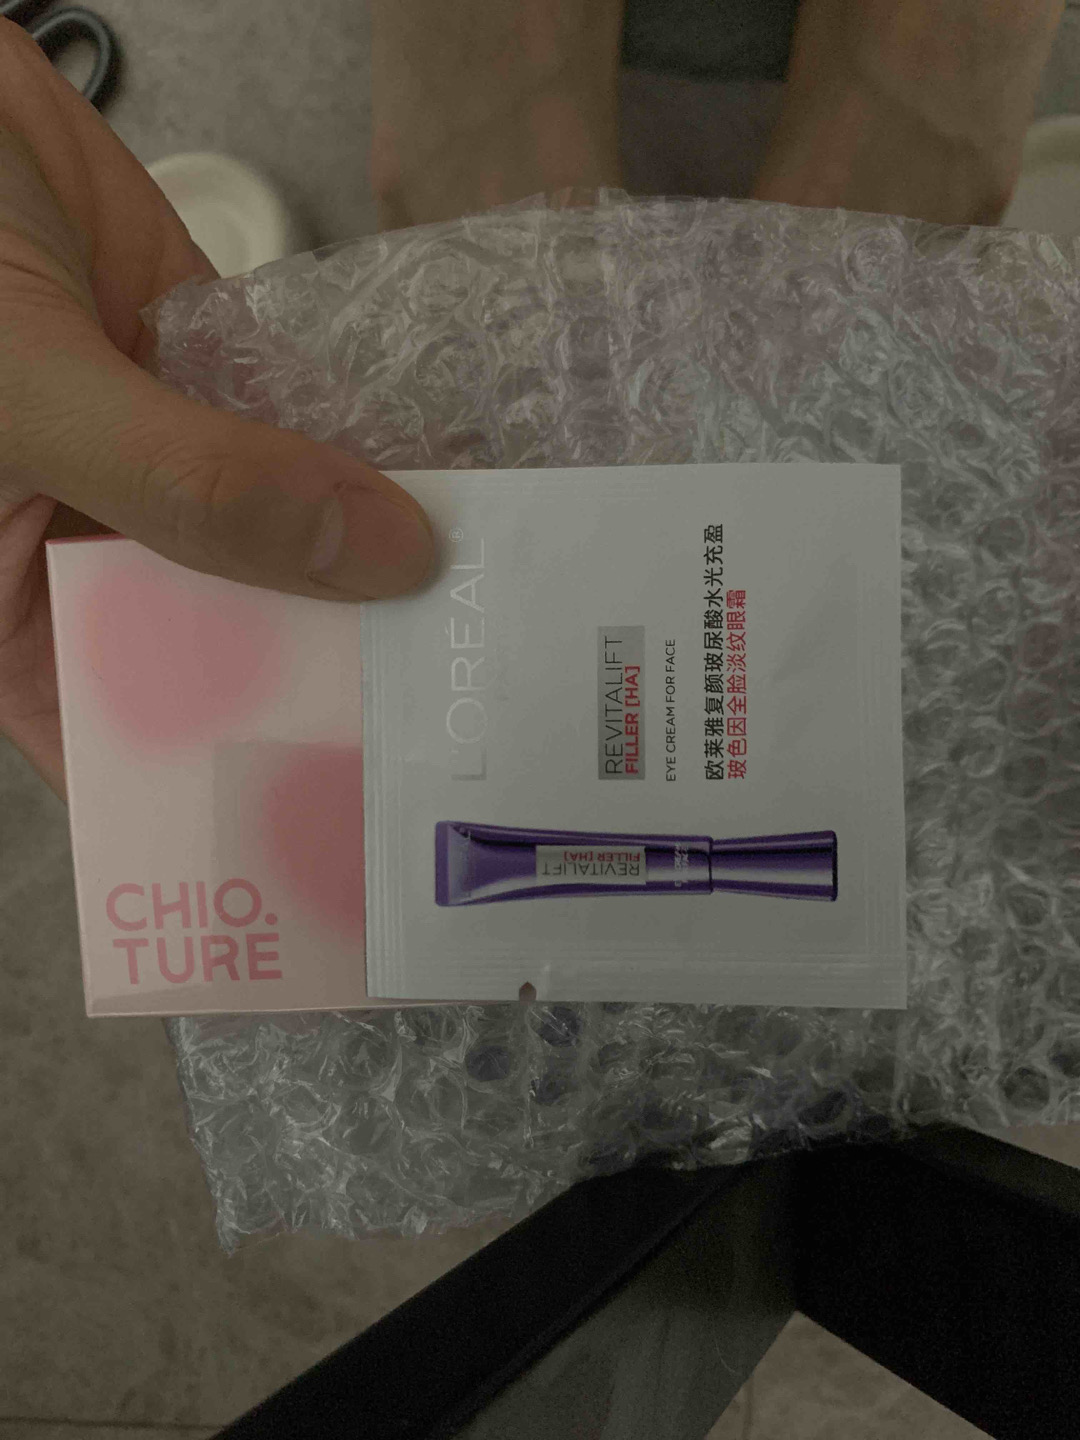 CHIO.
TURE
L'ORÉAL®
REVITALIFT
FILLER [HA]
EYE CREAM FOR FACE
欧莱雅复颜玻尿酸水光充盈
玻色因全脸淡纹眼霜
REVITALIFT
FILLER [HA]